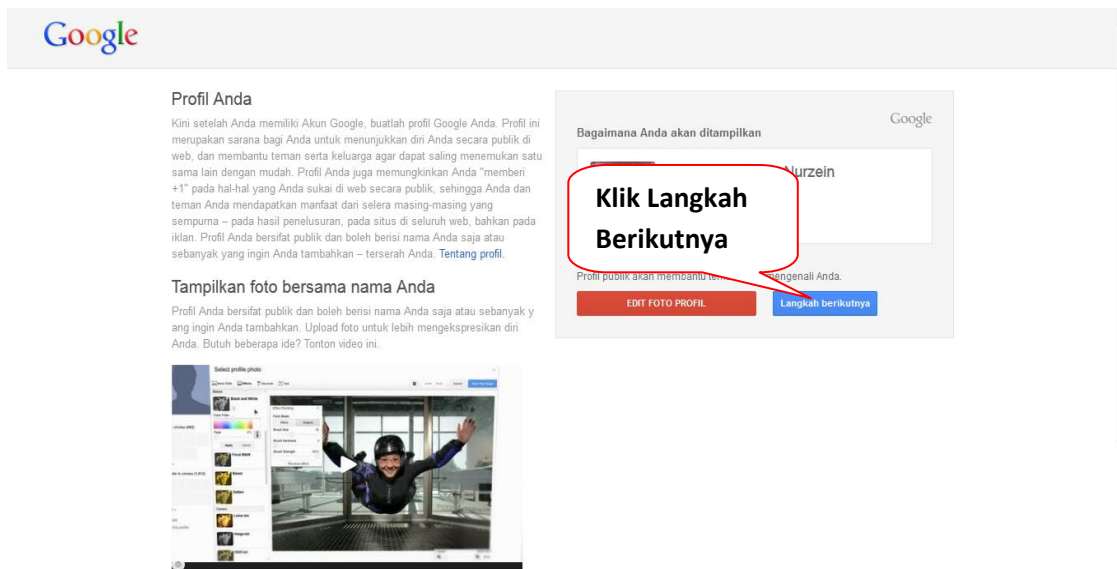 Google
Profil Anda
Kini setelah Anda memiliki Akun Google, buatlah profil Google Anda. Profil ini
merupakan sarana bagi Anda untuk menunjukkan diri Anda secara publik di
web, dan membantu teman serta keluarga agar dapat saling menemukan satu
sama lain dengan mudah. Profil Anda juga memungkinkan Anda "memberi
+1" pada hal-hal yang Anda sukai di web secara publik, sehingga Anda dan
teman Anda mendapatkan manfaat dari selera masing-masing yang
sempurna – pada hasil penelusuran, pada situs di seluruh web, bahkan pada
iklan. Profil Anda bersifat publik dan boleh berisi nama Anda saja atau
sebanyak yang ingin Anda tambahkan – terserah Anda. Tentang profil.
Tampilkan foto bersama nama Anda
Profil Anda bersifat publik dan boleh berisi nama Anda saja atau sebanyak y
ang ingin Anda tambahkan. Upload foto untuk lebih mengekspresikan diri
Anda. Butuh beberapa ide? Tonton video ini.
Select profile photo
Black and White
Google
Bagaimana Anda akan ditampilkan
Nurzein
Klik Langkah
Berikutnya
Profil publik akan membantu mengenali Anda.
EDIT FOTO PROFIL
Langkah berikutnya